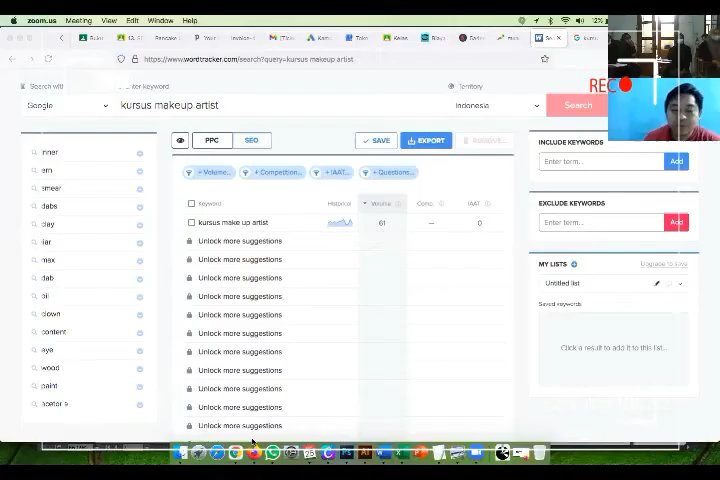 zoom.us Meeting View Edit Window Help 12%
https://www.wordtracker.com/search?query=kursus makeup artist
Search with
enter keyword
Territory
Google
kursus makeup artist
Indonesia
Search
REC
PPC
SEO
SAVE
EXPORT
+ Volume...
+ Competition...
+ IAAT...
+ Questions...
Keyword
Historical
Volume
Comp.
IAAT
kursus make up artist
61
—
0
Unlock more suggestions
Unlock more suggestions
Unlock more suggestions
Unlock more suggestions
Unlock more suggestions
Unlock more suggestions
Unlock more suggestions
Unlock more suggestions
Unlock more suggestions
Unlock more suggestions
Unlock more suggestions
inner
smear
dabs
clay
max
dab
clown
content
eye
wood
paint
INCLUDE KEYWORDS
Enter term...
Add
EXCLUDE KEYWORDS
Enter term...
Add
MY LISTS
Upgrade to save
Untitled list
Saved keywords
Click a result to add it to this list...